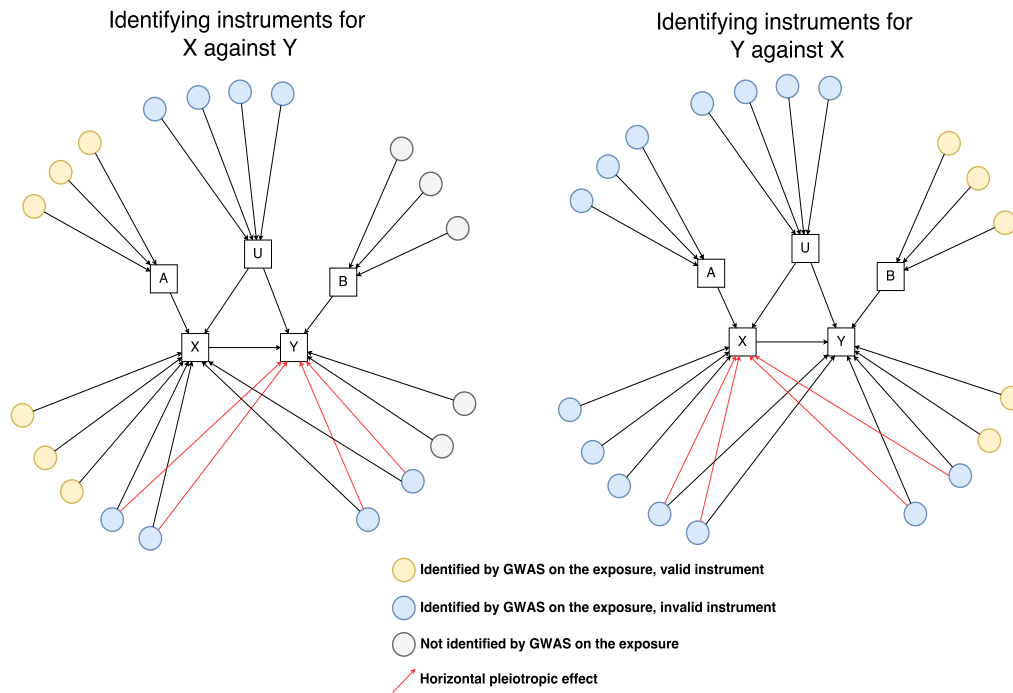 Identifying instruments for
X against Y
Identifying instruments for
Y against X
U
A
B
X
Y
U
A
B
X
Y
Identified by GWAS on the exposure, valid instrument
Identified by GWAS on the exposure, invalid instrument
Not identified by GWAS on the exposure
Horizontal pleiotropic effect